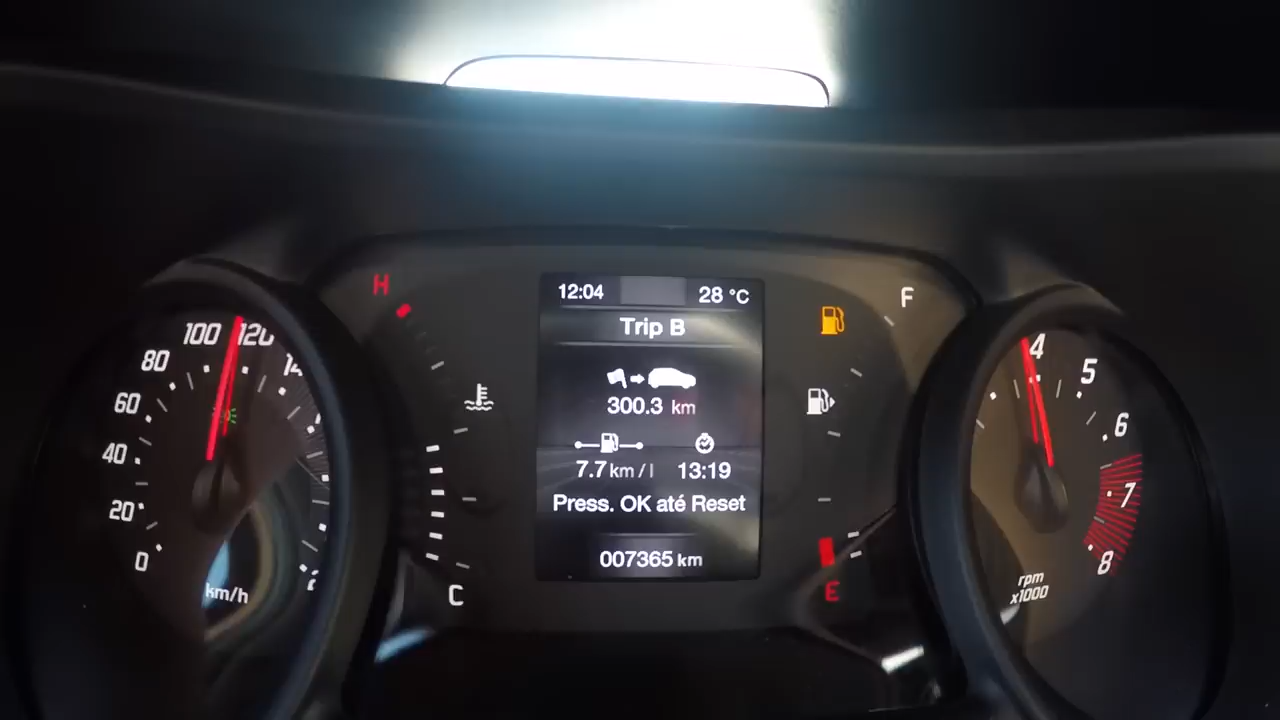 12:04 28 °C
Trip B
300.3 km
7.7 km/l 13:19
Press. OK até Reset
007365 km
H
C
F
E
0
20
40
60
80
100
120
km/h
4
5
6
7
8
rpm
x1000